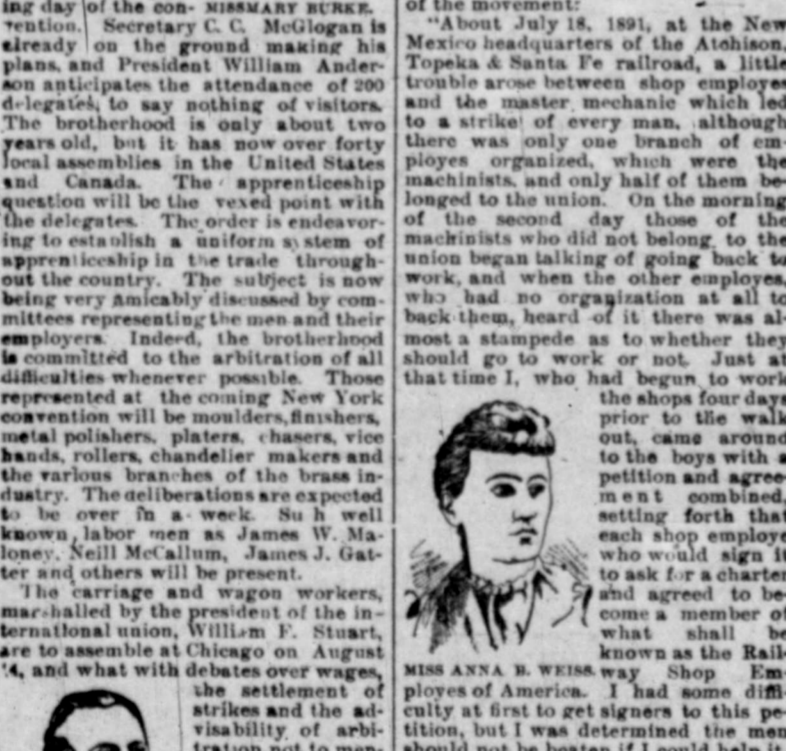 ing day of the con- MISS MARY BURKE.
vention. Secretary C. C. McGlogan is
already on the ground making his
plans, and President William Ander-
son anticipates the attendance of 200
delegates, to say nothing of visitors.
The brotherhood is only about two
years old, but it has now over forty
local assemblies in the United States
and Canada. The apprenticeship
question will be the vexed point with
the delegates. The order is endeavor-
ing to establish a uniform system of
apprenticeship in the trade through-
out the country. The subject is now
being very amicably discussed by com-
mittees representing the men and their
employers. Indeed, the brotherhood
is committed to the arbitration of all
difficulties whenever possible. Those
represented at the coming New York
convention will be moulders, finishers,
metal polishers, platers, chasers, vice
hands, rollers, chandelier makers and
the various branches of the brass in-
dustry. The deliberations are expected
to be over in a week. Su h well
known labor men as James W. Ma-
loney, Neill McCallum, James J. Gat-
ter and others will be present.
The carriage and wagon workers,
marshalled by the president of the in-
ternational union, William F. Stuart,
are to assemble at Chicago on August
14, and what with debates over wages,
the settlement of
strikes and the ad-
visability of arbi-
tration not to men-
of the movement:
"About July 18, 1891, at the New
Mexico headquarters of the Atchison,
Topeka & Santa Fe railroad, a little
trouble arose between shop employes
and the master mechanic which led
to a strike of every man, although
there was only one branch of em-
ployes organized, which were the
machinists, and only half of them be-
longed to the union. On the morning
of the second day those of the
machinists who did not belong to the
union began talking of going back to
work, and when the other employes,
who had no organization at all to
back them, heard of it there was al-
most a stampede as to whether they
should go to work or not. Just at
that time I, who had begun to work
the shops four days
prior to the walk
out, came around
to the boys with a
petition and agree-
ment combined,
setting forth that
each shop employe
who would sign it
to ask for a charter
and agreed to be-
come a member of
what shall be
known as the Rail-
MISS ANNA B. WEISS. way Shop Em-
ployes of America. I had some diffi-
culty at first to get signers to this pe-
tition, but I was determined the men
should not be beaten if I could help it